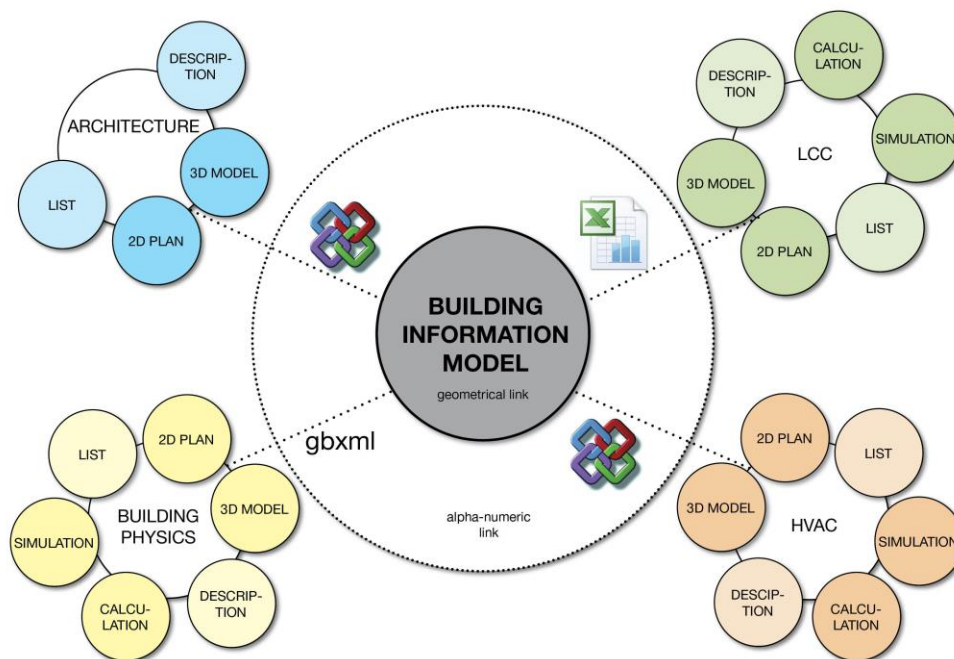 DESCRIP-
TION
ARCHITECTURE
3D MODEL
LIST
2D PLAN
CALCU-
LATION
DESCRIP-
TION
SIMULATION
LCC
3D MODEL
LIST
2D PLAN
X
BUILDING
INFORMATION
MODEL
geometrical link
gbxml
alpha-numeric
link
2D PLAN
LIST
3D MODEL
BUILDING
PHYSICS
SIMULATION
DESCRIP-
TION
CALCU-
LATION
2D PLAN
LIST
3D MODEL
HVAC
SIMULATION
DESCIP-
TION
CALCU-
LATION